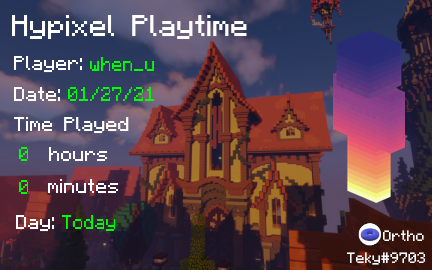 Hypixel Playtime
Player: when_u
Date: 01/27/21
Time Played
0 hours
0 minutes
Day: Today
Ortho
Teky#9703